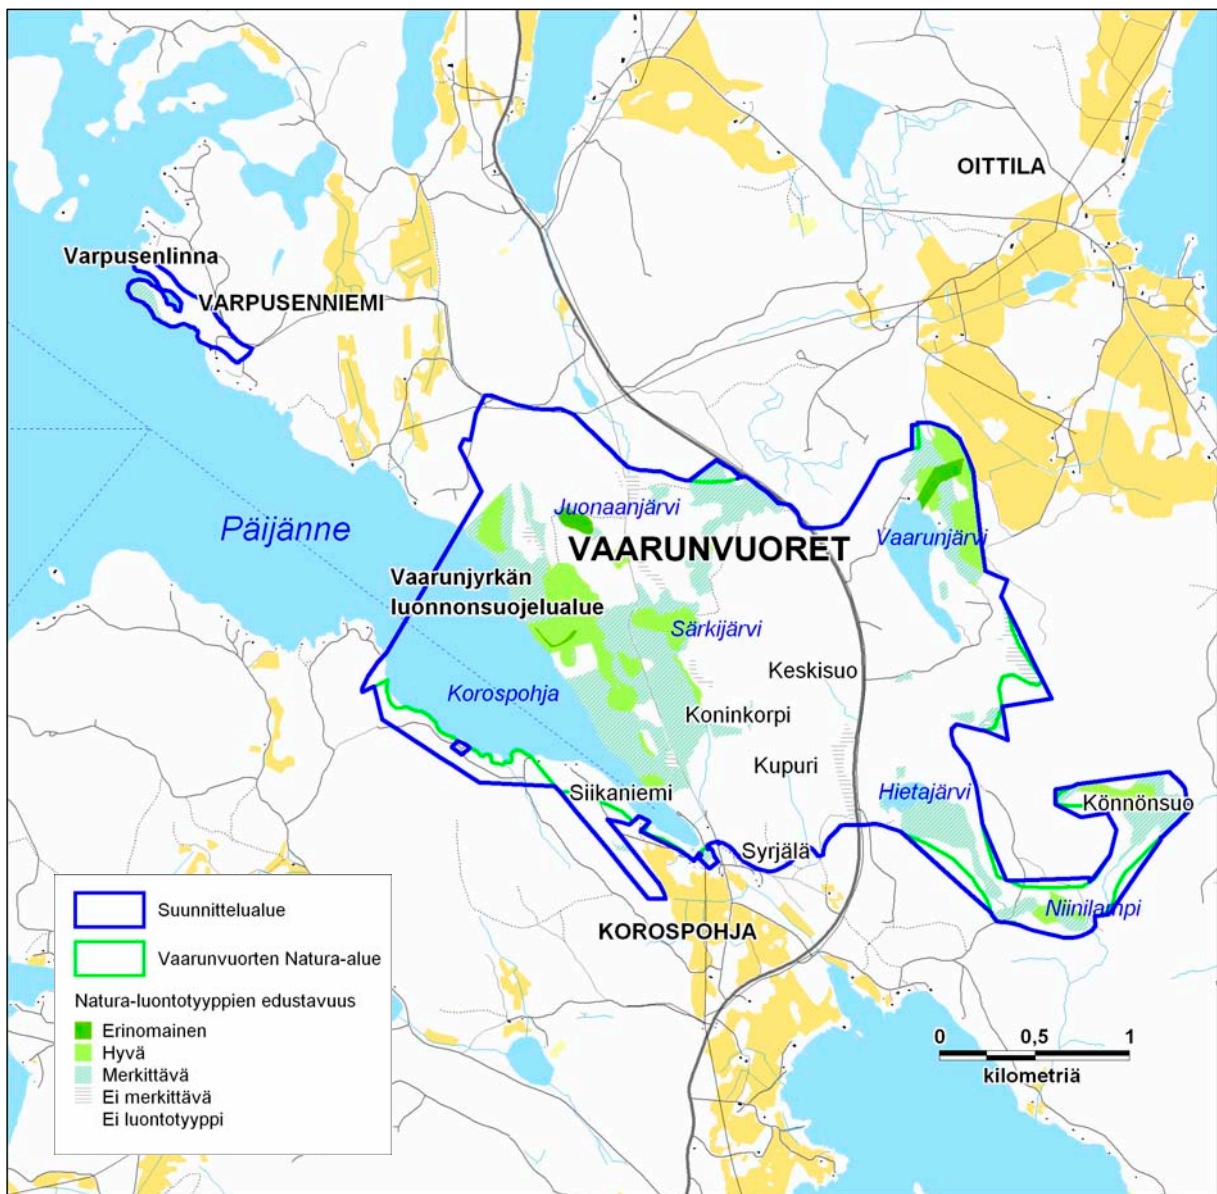 OITTILA
Varpusenlinna
VARPUSENNIEMI
Päijänne
Juonaanjärvi
VAARUNVUORET
Vaarunjärvi
Vaarunjyrkän
luonnonsuojelualue
Särkijärvi
Keskisuo
Korospohja
Koninkorpi
Kupuri
Siikaniemi
Hietajärvi
Könnönsuo
Syrjälä
Niinilampi
KOROSPOHJA
Suunnittelualue
Vaarunvuorten Natura-alue
Natura-luontotyyppien edustavuus
Erinomainen
Hyvä
Merkittävä
Ei merkittävä
Ei luontotyyppi
0 0,5 1
kilometriä